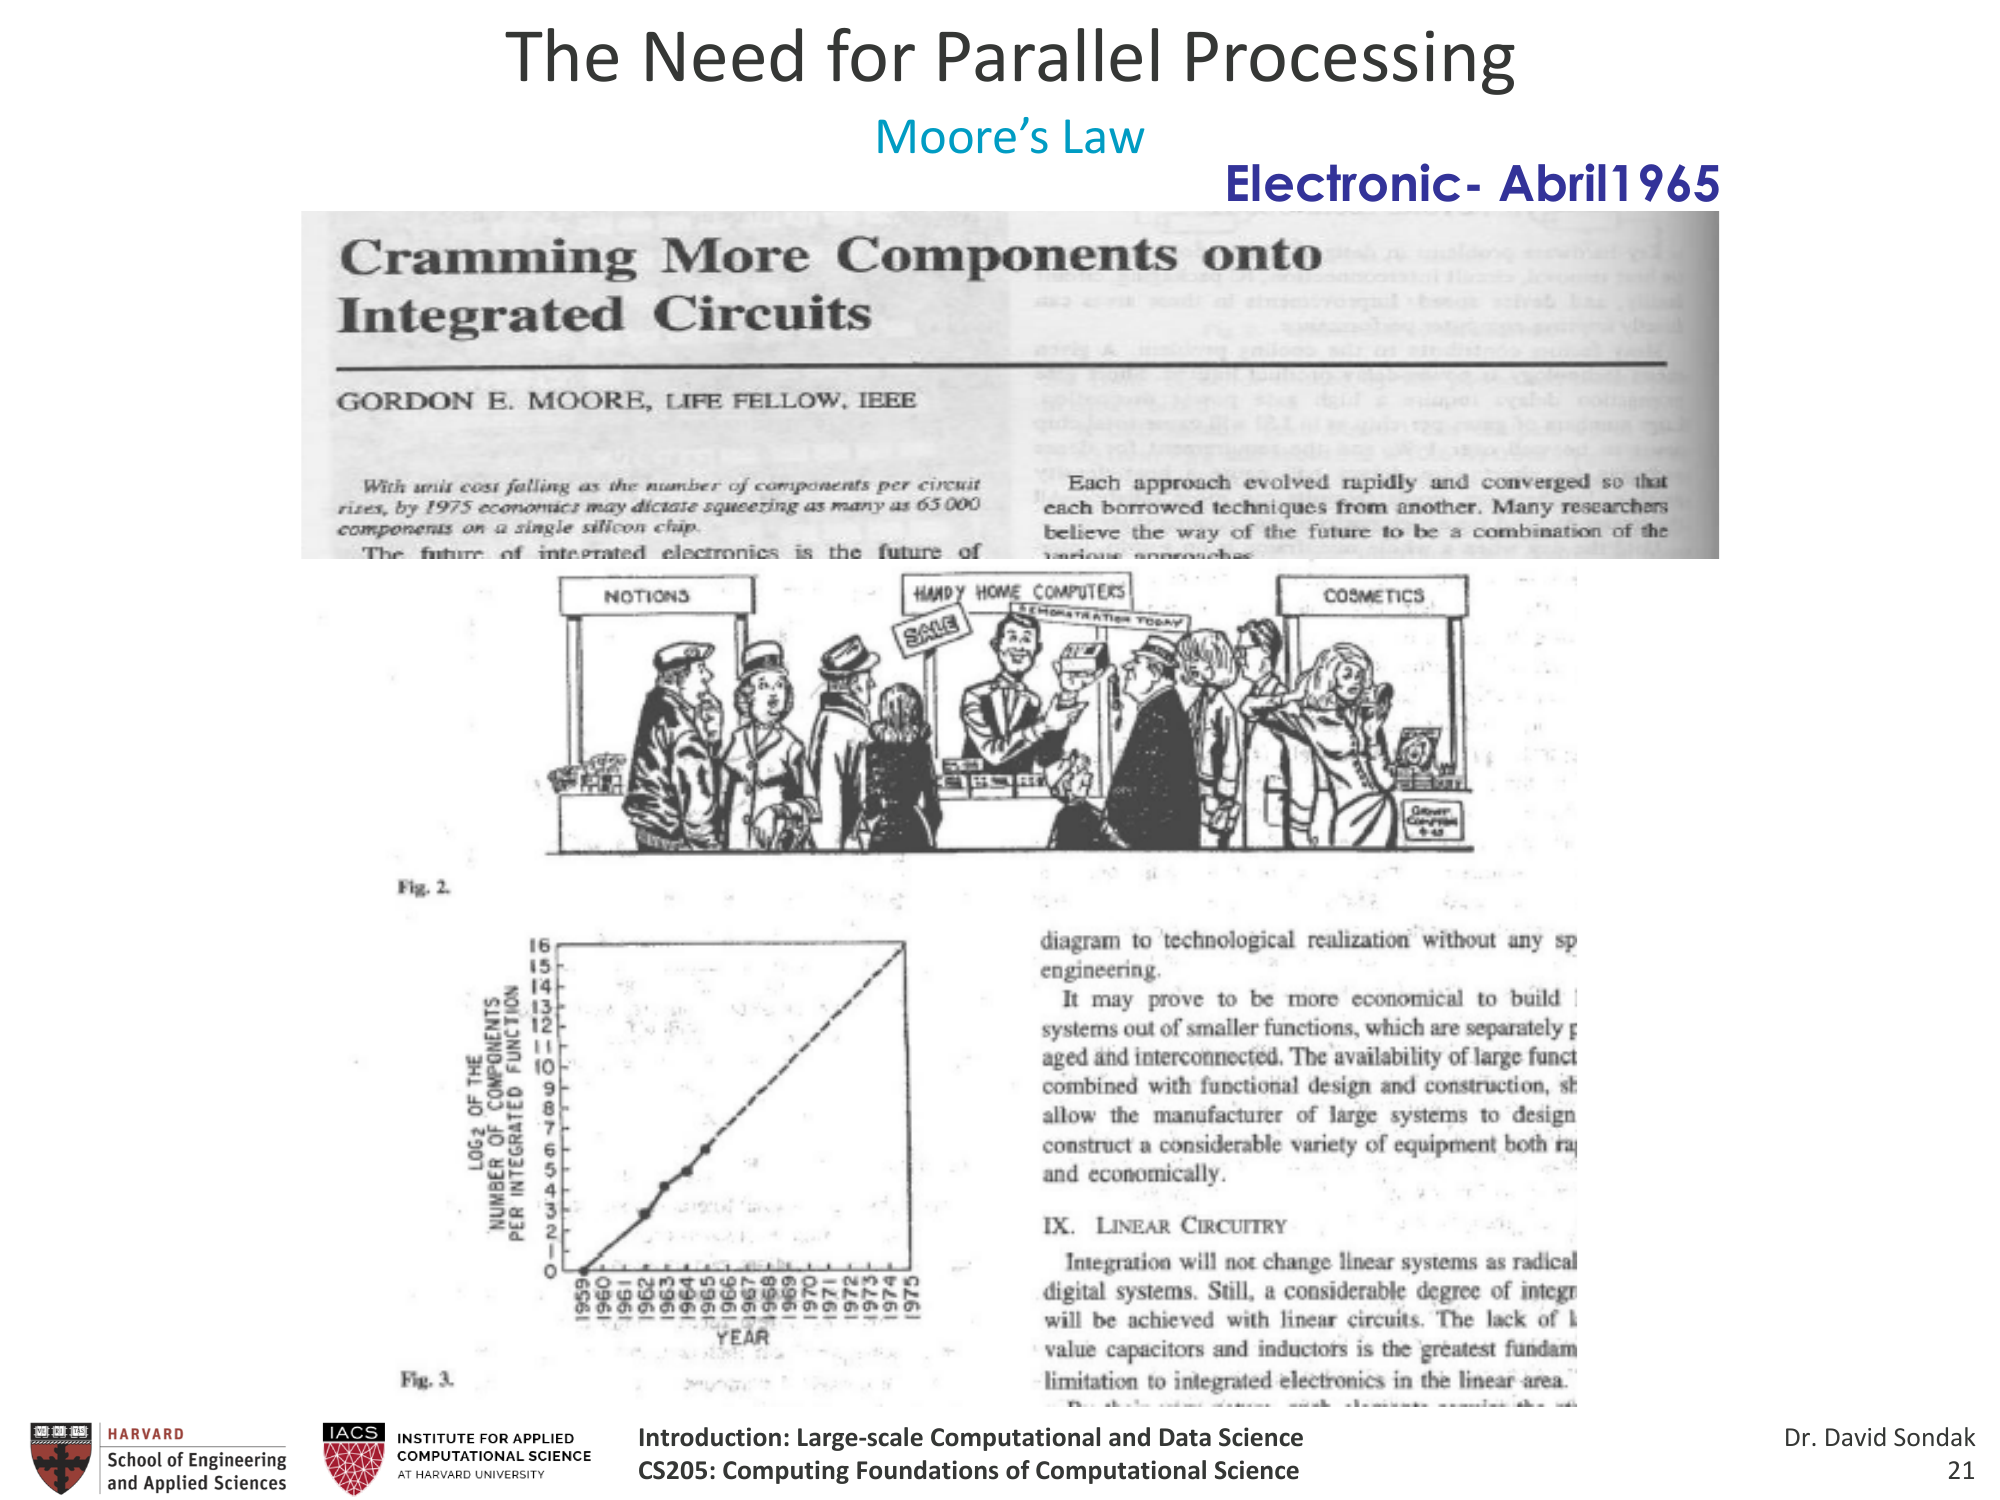 The Need for Parallel Processing
Moore’s Law
Electronic- Abril1965
Cramming More Components onto
Integrated Circuits
GORDON E. MOORE, LIFE FELLOW, IEEE
With unit cost falling as the number of components per circuit
rises, by 1975 economics may dictate squeezing as many as 65 000
components on a single silicon chip.
The future of integrated electronics is the future of
Each approach evolved rapidly and converged so that
each borrowed techniques from another. Many researchers
believe the way of the future to be a combination of the
various approaches.
NOTIONS
HANDY HOME COMPUTERS
COSMETICS
SALE
DEMONSTRATION TODAY
Fig. 2.
16
15
14
13
12
11
10
9
8
7
6
5
4
3
2
1
0
LOG2 OF THE
NUMBER OF COMPONENTS
PER INTEGRATED FUNCTION
1959
1960
1961
1962
1963
1964
1965
1966
1967
1968
1969
1970
1971
1972
1973
1974
1975
YEAR
Fig. 3.
diagram to technological realization without any sp
engineering.
It may prove to be more economical to build
systems out of smaller functions, which are separately p
aged and interconnected. The availability of large funct
combined with functional design and construction, sh
allow the manufacturer of large systems to design
construct a considerable variety of equipment both rap
and economically.
IX. LINEAR CIRCUITRY
Integration will not change linear systems as radical
digital systems. Still, a considerable degree of integr
will be achieved with linear circuits. The lack of l
value capacitors and inductors is the greatest fundam
limitation to integrated electronics in the linear area.
HARVARD
School of Engineering
and Applied Sciences
IACS
INSTITUTE FOR APPLIED
COMPUTATIONAL SCIENCE
AT HARVARD UNIVERSITY
Introduction: Large-scale Computational and Data Science
CS205: Computing Foundations of Computational Science
Dr. David Sondak
21